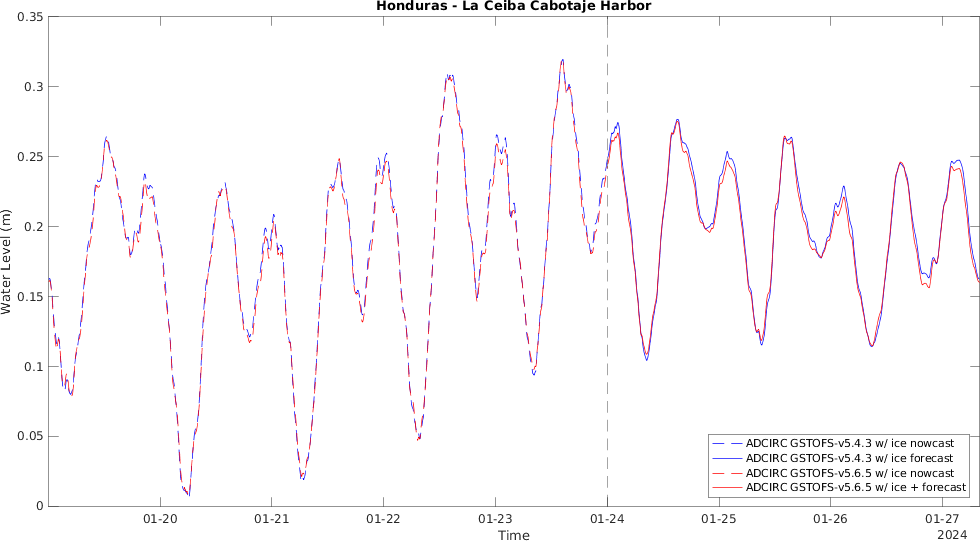 Honduras - La Ceiba Cabotaje Harbor
0.35
0.3
0.25
0.2
0.15
0.1
0.05
0
Water Level (m)
01-20
01-21
01-22
01-23
01-24
01-25
01-26
01-27
2024
Time
ADCIRC GSTOFS-v5.4.3 w/ ice nowcast
ADCIRC GSTOFS-v5.4.3 w/ ice forecast
ADCIRC GSTOFS-v5.6.5 w/ ice nowcast
ADCIRC GSTOFS-v5.6.5 w/ ice + forecast